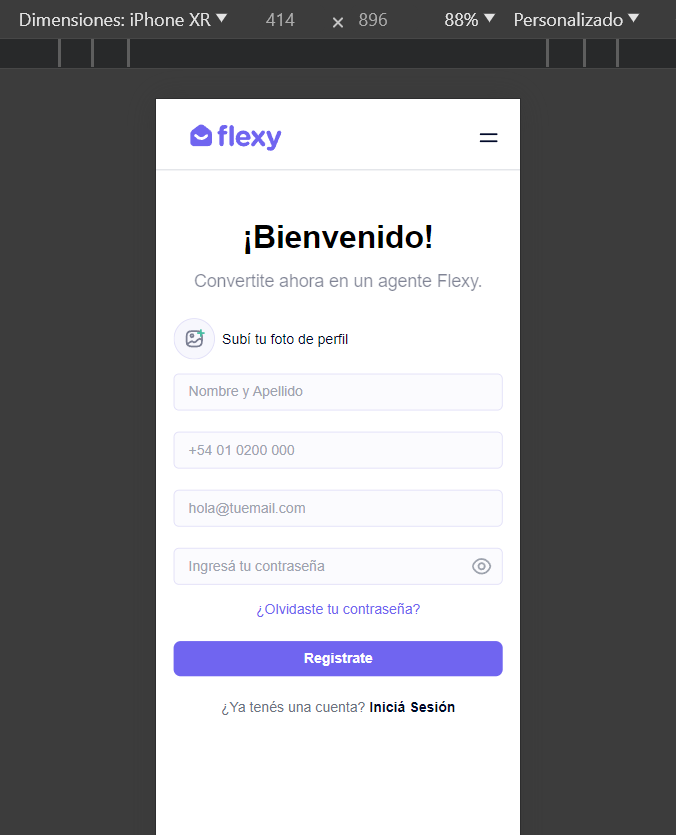 Dimensiones: iPhone XR ▼ 414 × 896 88% ▼ Personalizado ▼
flexy
¡Bienvenido!
Convertite ahora en un agente Flexy.
Subí tu foto de perfil
Nombre y Apellido
+54 01 0200 000
hola@tuemail.com
Ingresá tu contraseña
¿Olvidaste tu contraseña?
Registrate
¿Ya tenés una cuenta? Iniciá Sesión